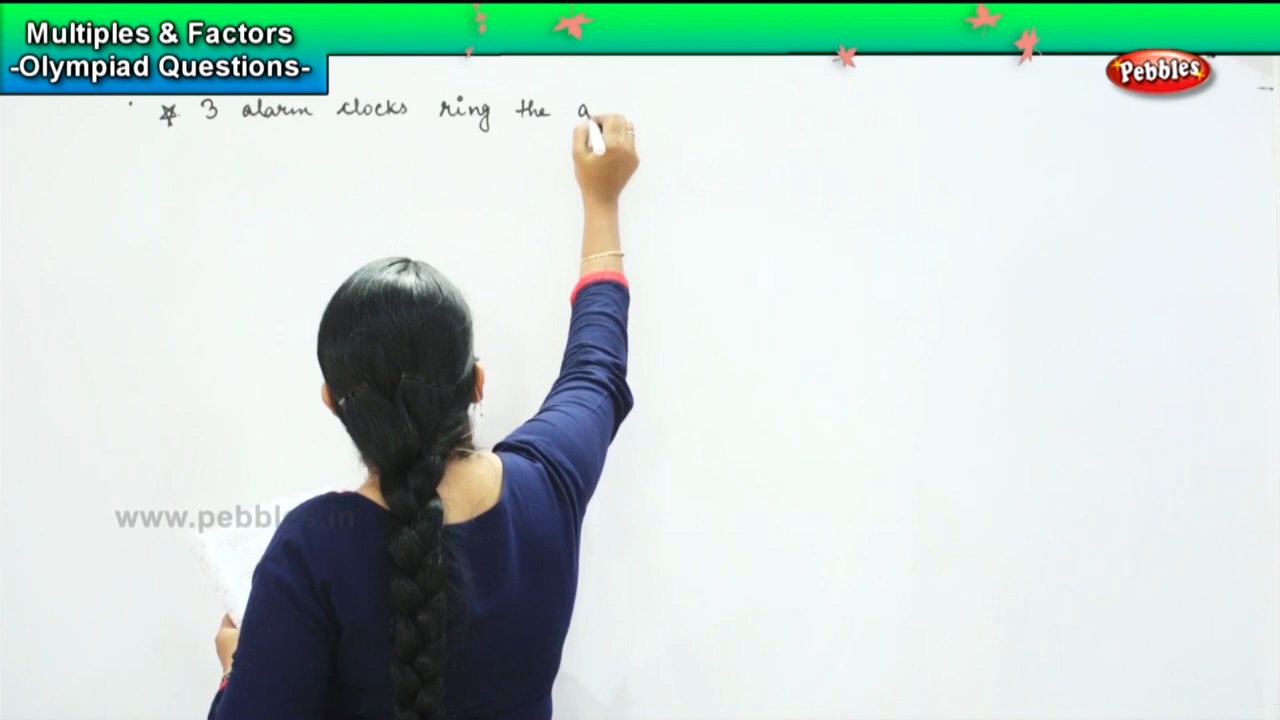 Multiples & Factors
-Olympiad Questions-
Pebbles
* 3 alarm clocks ring the a
www.pebbles.in